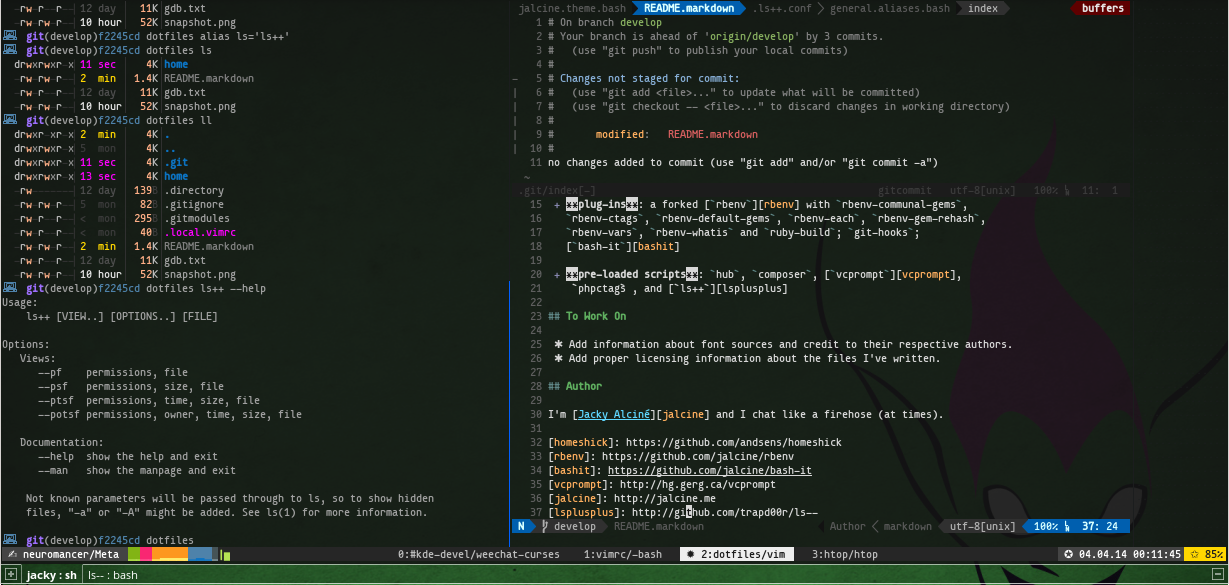 -rw-rw-r-- 12 day 11K gdb.txt
-rw-rw-r-- 10 hour 52K snapshot.png
git(develop)f2245cd dotfiles alias ls='ls++'
git(develop)f2245cd dotfiles ls
drwxrwxr-x 11 sec 4K home
-rw-rw-r-- 2 min 1.4K README.markdown
-rw-rw-r-- 12 day 11K gdb.txt
-rw-rw-r-- 10 hour 52K snapshot.png
git(develop)f2245cd dotfiles ll
drwxr-xr-x 2 min 4K .
drwxrwxr-x 5 mon 4K ..
drwxrwxr-x 11 sec 4K .git
drwxrwxr-x 13 sec 4K home
-rw------- 12 day 139B .directory
-rw-rw-r-- 5 mon 82B .gitignore
-rw-rw-r-- < mon 295B .gitmodules
-rw-rw-r-- < mon 40B .local.vimrc
-rw-rw-r-- 2 min 1.4K README.markdown
-rw-rw-r-- 12 day 11K gdb.txt
-rw-rw-r-- 10 hour 52K snapshot.png
git(develop)f2245cd dotfiles ls++ --help
Usage:
ls++ [VIEW..] [OPTIONS..] [FILE]
Options:
Views:
--pf permissions, file
--psf permissions, size, file
--ptsf permissions, time, size, file
--potsf permissions, owner, time, size, file
Documentation:
--help show the help and exit
--man show the manpage and exit
Not known parameters will be passed through to ls, so to show hidden
files, "-a" or "-A" might be added. See ls(1) for more information.
git(develop)f2245cd dotfiles
jalcine.theme.bash README.markdown .ls++.conf general.aliases.bash index buffers
1 # On branch develop
2 # Your branch is ahead of 'origin/develop' by 3 commits.
3 #   (use "git push" to publish your local commits)
4 #
5 # Changes not staged for commit:
6 #   (use "git add <file>..." to update what will be committed)
7 #   (use "git checkout -- <file>..." to discard changes in working directory)
8 #
9 #       modified:   README.markdown
10 #
11 no changes added to commit (use "git add" and/or "git commit -a")
~
.git/index[-] gitcommit utf-8[unix] 100% 11: 1
15 + **plug-ins**: a forked [`rbenv`][rbenv] with `rbenv-communal-gems`,
16 `rbenv-ctags`, `rbenv-default-gems`, `rbenv-each`, `rbenv-gem-rehash`,
17 `rbenv-vars`, `rbenv-whatis` and `ruby-build`; `git-hooks`;
18 [`bash-it`][bashit]
19
20 + **pre-loaded scripts**: `hub`, `composer`, [`vcprompt`][vcprompt],
21 `phpctags`, and [`ls++`][lsplusplus]
22
23 ## To Work On
24
25 * Add information about font sources and credit to their respective authors.
26 * Add proper licensing information about the files I've written.
27
28 ## Author
29
30 I'm [Jacky Alciné][jalcine] and I chat like a firehose (at times).
31
32 [homeshick]: https://github.com/andsens/homeshick
33 [rbenv]: https://github.com/jalcine/rbenv
34 [bashit]: https://github.com/jalcine/bash-it
35 [vcprompt]: http://hg.gerg.ca/vcprompt
36 [jalcine]: http://jalcine.me
37 [lsplusplus]: http://github.com/trapd00r/ls--
N develop README.markdown Author markdown utf-8[unix] 100% 37: 24
neuromancer/Meta 0:#kde-devel/weechat-curses 1:vimrc/-bash 2:dotfiles/vim 3:htop/htop 04.04.14 00:11:45 85%
jacky : sh ls-- : bash